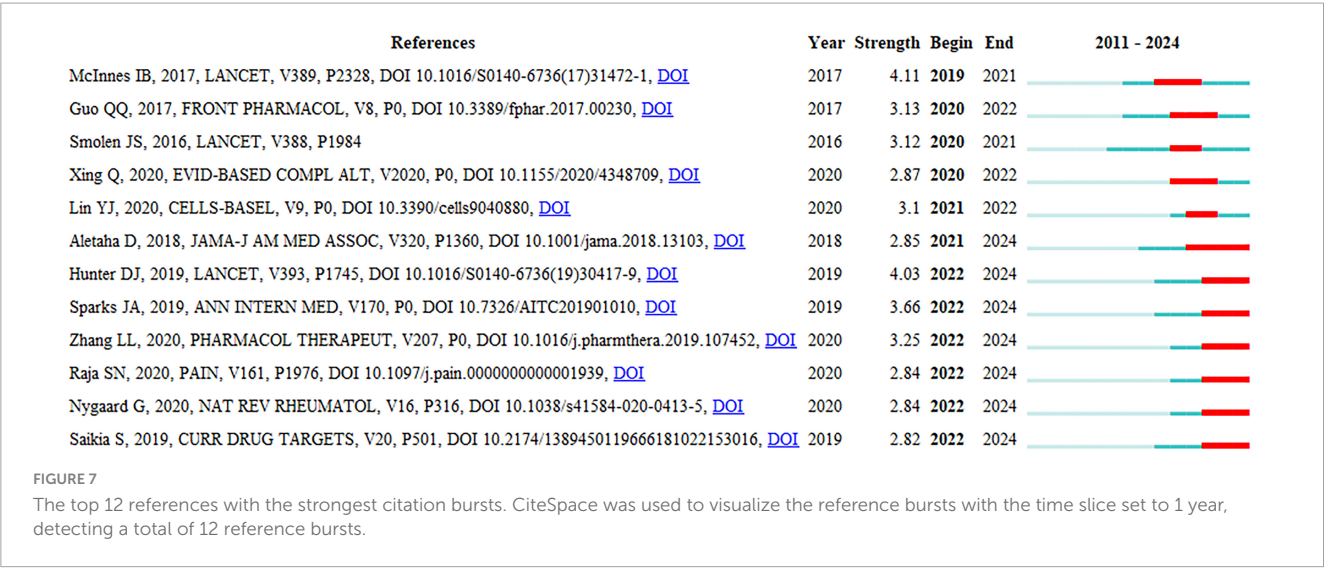 References Year Strength Begin End 2011 - 2024
McInnes IB, 2017, LANCET, V389, P2328, DOI 10.1016/S0140-6736(17)31472-1, DOI 2017 4.11 2019 2021
Guo QQ, 2017, FRONT PHARMACOL, V8, P0, DOI 10.3389/fphar.2017.00230, DOI 2017 3.13 2020 2022
Smolen JS, 2016, LANCET, V388, P1984 2016 3.12 2020 2021
Xing Q, 2020, EVID-BASED COMPL ALT, V2020, P0, DOI 10.1155/2020/4348709, DOI 2020 2.87 2020 2022
Lin YJ, 2020, CELLS-BASEL, V9, P0, DOI 10.3390/cells9040880, DOI 2020 3.1 2021 2022
Aletaha D, 2018, JAMA-J AM MED ASSOC, V320, P1360, DOI 10.1001/jama.2018.13103, DOI 2018 2.85 2021 2024
Hunter DJ, 2019, LANCET, V393, P1745, DOI 10.1016/S0140-6736(19)30417-9, DOI 2019 4.03 2022 2024
Sparks JA, 2019, ANN INTERN MED, V170, P0, DOI 10.7326/AITC201901010, DOI 2019 3.66 2022 2024
Zhang LL, 2020, PHARMACOL THERAPEUT, V207, P0, DOI 10.1016/j.pharmthera.2019.107452, DOI 2020 3.25 2022 2024
Raja SN, 2020, PAIN, V161, P1976, DOI 10.1097/j.pain.0000000000001939, DOI 2020 2.84 2022 2024
Nygaard G, 2020, NAT REV RHEUMATOL, V16, P316, DOI 10.1038/s41584-020-0413-5, DOI 2020 2.84 2022 2024
Saikia S, 2019, CURR DRUG TARGETS, V20, P501, DOI 10.2174/1389450119666181022153016, DOI 2019 2.82 2022 2024
FIGURE 7
The top 12 references with the strongest citation bursts. CiteSpace was used to visualize the reference bursts with the time slice set to 1 year,
detecting a total of 12 reference bursts.